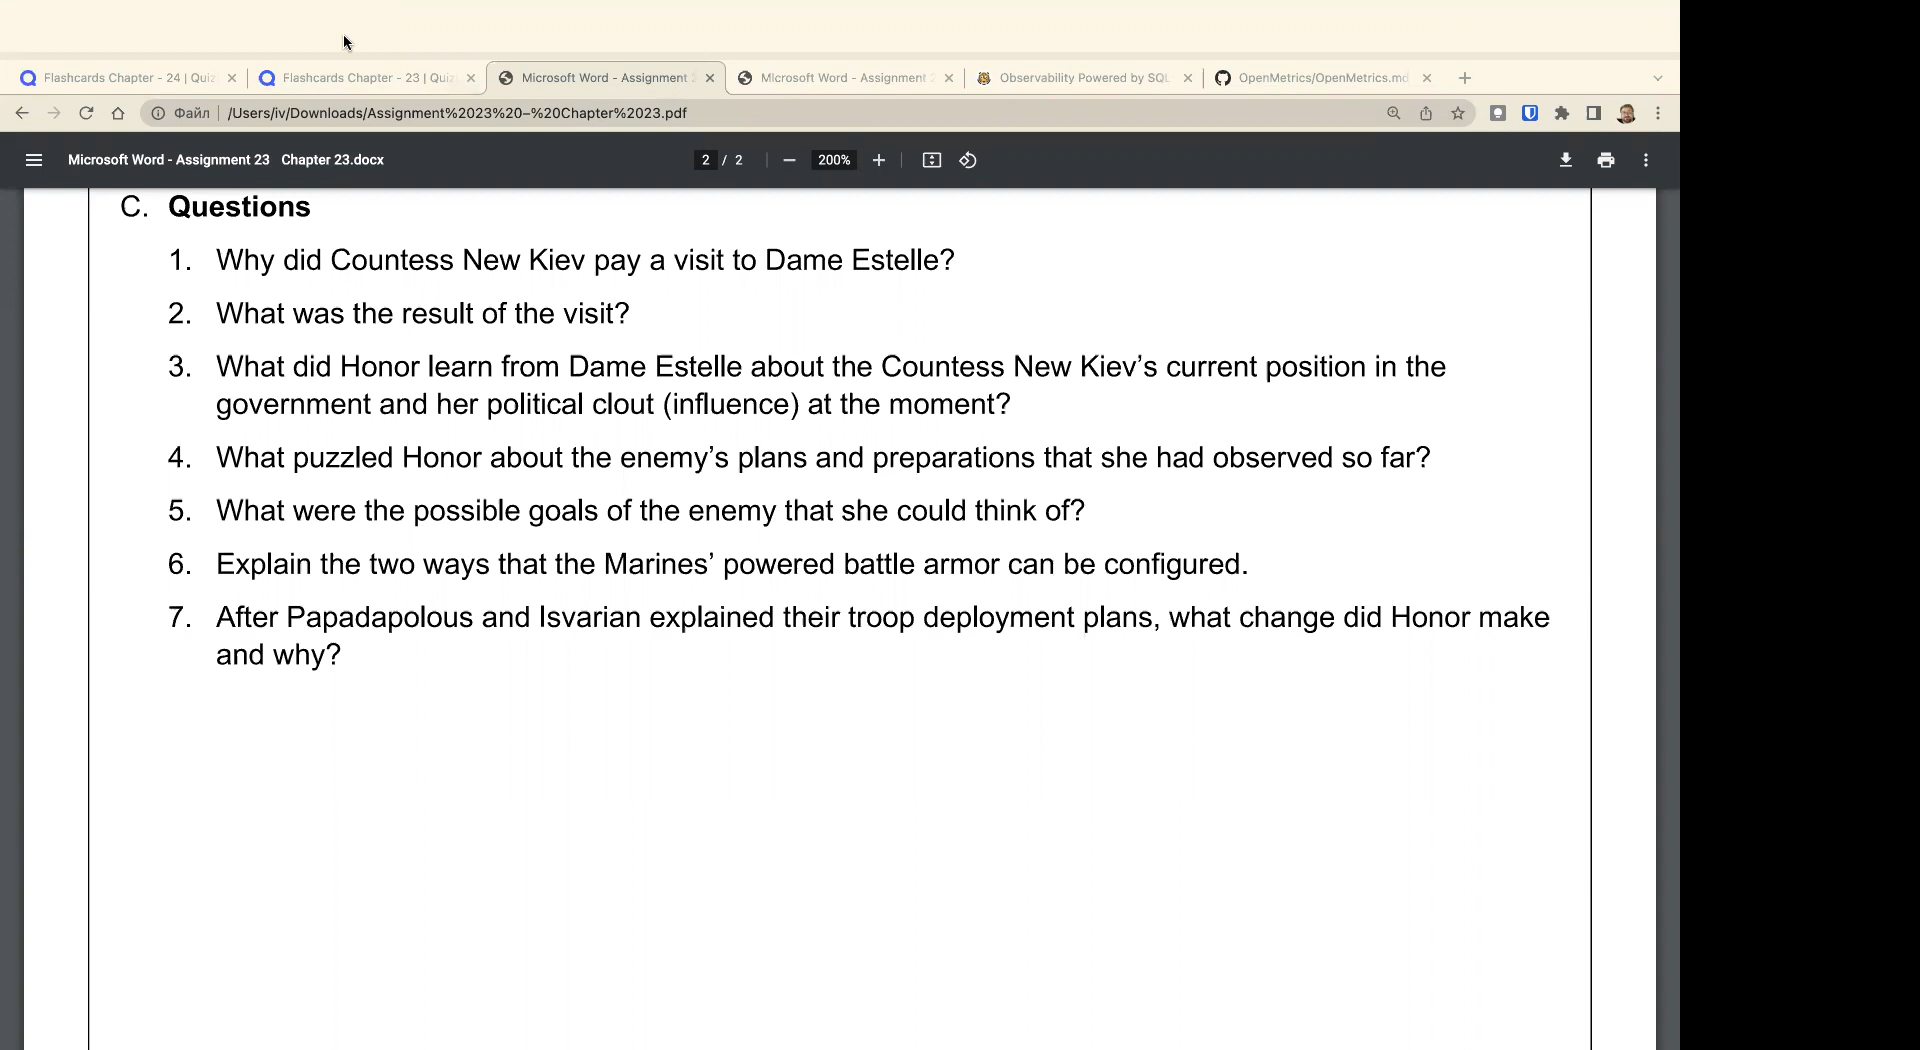 Flashcards Chapter - 24 | Quiz
Flashcards Chapter - 23 | Quiz
Microsoft Word - Assignment 2
Microsoft Word - Assignment 2
Observability Powered by SQL
OpenMetrics/OpenMetrics.md
Файл /Users/iv/Downloads/Assignment%2023%20–%20Chapter%2023.pdf
Microsoft Word - Assignment 23 Chapter 23.docx
2 / 2
200%
C. Questions
1. Why did Countess New Kiev pay a visit to Dame Estelle?
2. What was the result of the visit?
3. What did Honor learn from Dame Estelle about the Countess New Kiev’s current position in the
government and her political clout (influence) at the moment?
4. What puzzled Honor about the enemy’s plans and preparations that she had observed so far?
5. What were the possible goals of the enemy that she could think of?
6. Explain the two ways that the Marines’ powered battle armor can be configured.
7. After Papadapolous and Isvarian explained their troop deployment plans, what change did Honor make
and why?